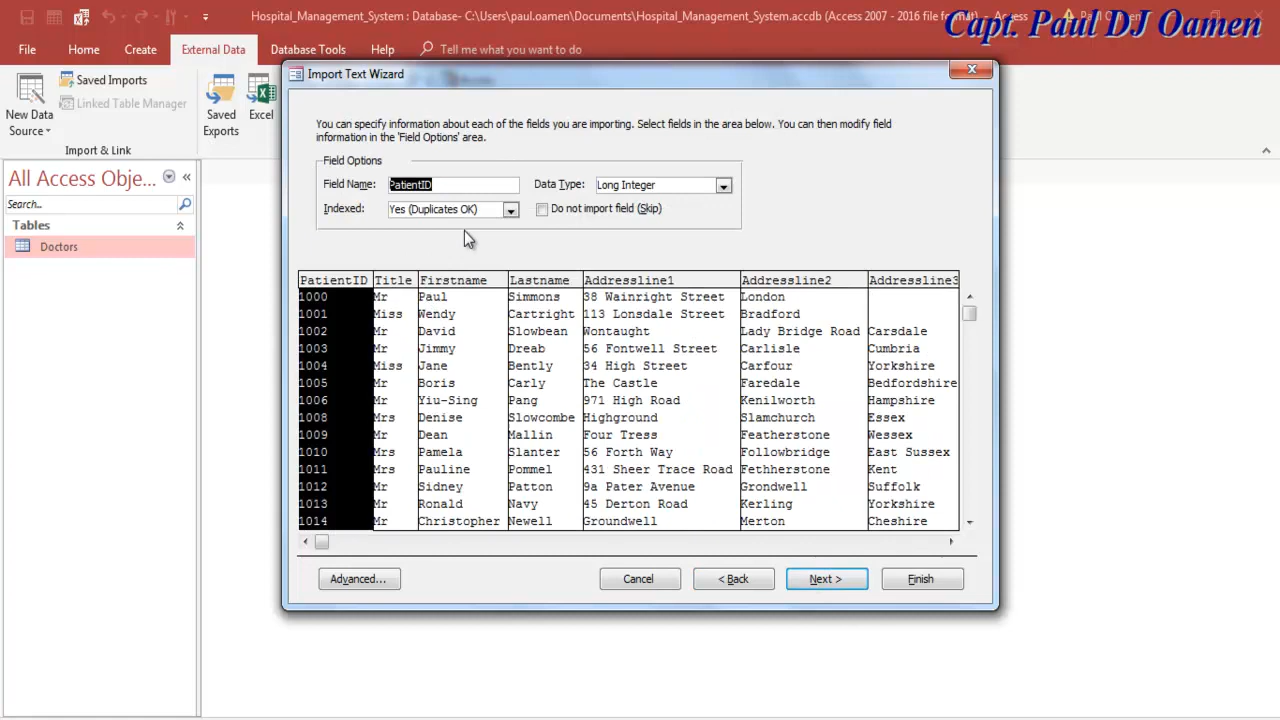 Hospital_Management_System : Database- C:\Users\paul.oamen\Documents\Hospital_Management_System.accdb (Access 2007 - 2016 file format) - Access
Capt. Paul DJ Oamen
File Home Create External Data Database Tools Help Tell me what you want to do
New Data Source
Saved Imports
Linked Table Manager
Saved Exports
Excel
Import & Link
All Access Obje...
Search...
Tables
Doctors
Import Text Wizard
You can specify information about each of the fields you are importing. Select fields in the area below. You can then modify field
information in the 'Field Options' area.
Field Options
Field Name: PatientID Data Type: Long Integer
Indexed: Yes (Duplicates OK) Do not import field (Skip)
PatientID Title Firstname Lastname Addressline1 Addressline2 Addressline3
1000 Mr Paul Simmons 38 Wainright Street London
1001 Miss Wendy Cartright 113 Lonsdale Street Bradford
1002 Mr David Slowbean Wontaught Lady Bridge Road Carsdale
1003 Mr Jimmy Dreab 56 Fontwell Street Carlisle Cumbria
1004 Miss Jane Bently 34 High Street Carfour Yorkshire
1005 Mr Boris Carly The Castle Faredale Bedfordshire
1006 Mr Yiu-Sing Pang 971 High Road Kenilworth Hampshire
1008 Mrs Denise Slowcombe Highground Slamchurch Essex
1009 Mr Dean Mallin Four Tress Featherstone Wessex
1010 Mrs Pamela Slanter 56 Forth Way Followbridge East Sussex
1011 Mrs Pauline Pommel 431 Sheer Trace Road Fethherstone Kent
1012 Mr Sidney Patton 9a Pater Avenue Grondwell Suffolk
1013 Mr Ronald Navy 45 Derton Road Kerling Yorkshire
1014 Mr Christopher Newell Groundwell Merton Cheshire
Advanced... Cancel < Back Next > Finish